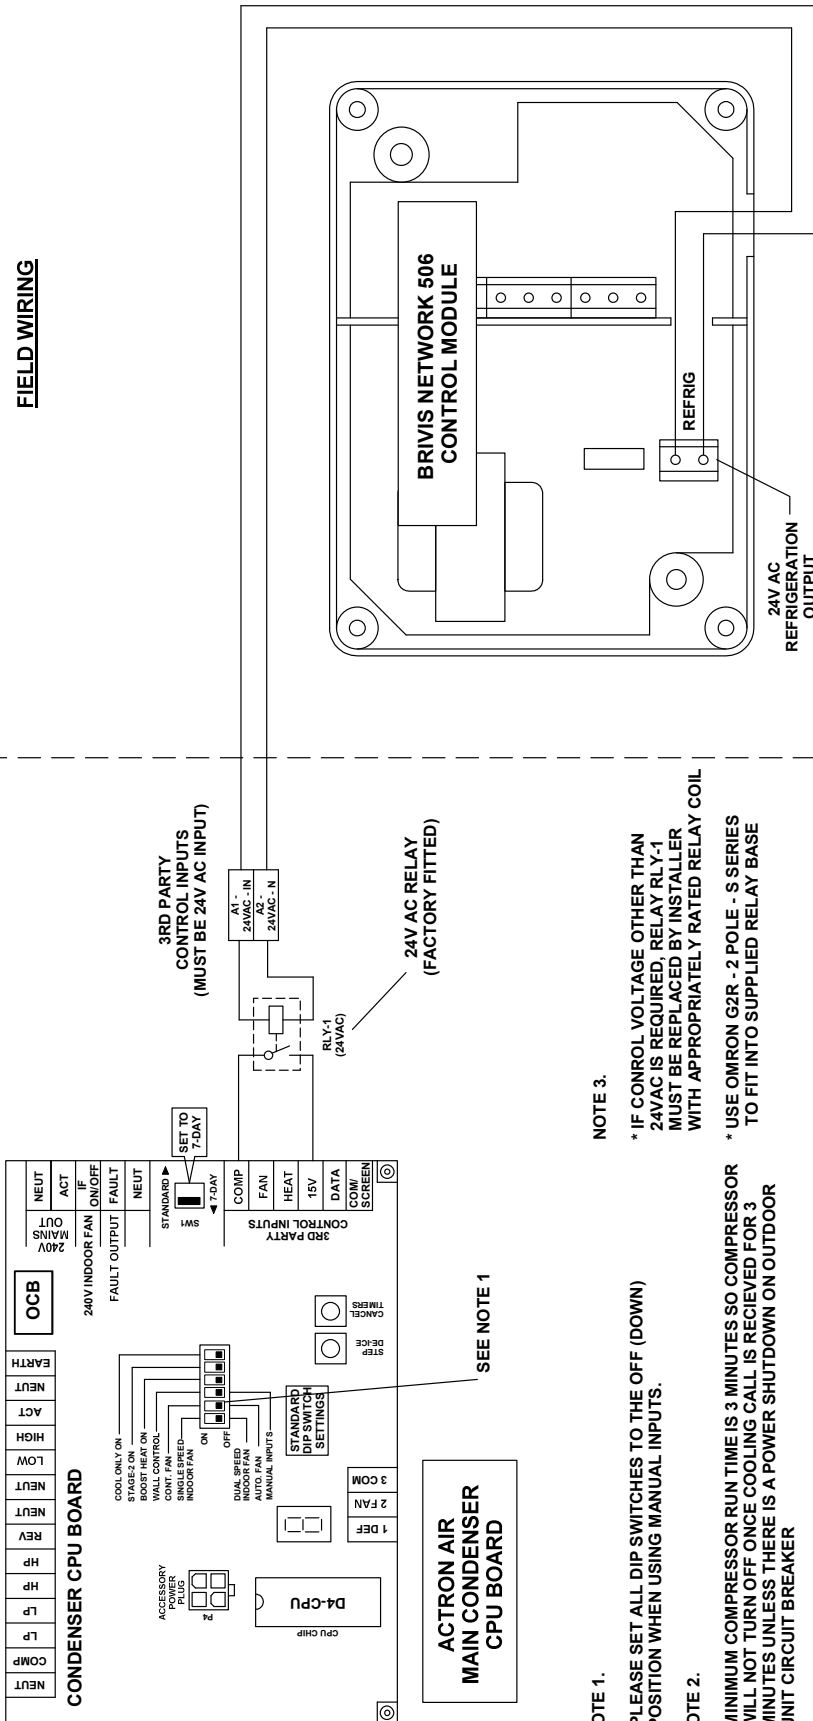 FIELD WIRING
BRIVIS NETWORK 506
CONTROL MODULE
REFRIG
24V AC
REFRIGERATION
OUTPUT
3RD PARTY
CONTROL INPUTS
(MUST BE 24V AC INPUT)
A1 -
24VAC - IN
A2 -
24VAC - N
24V AC RELAY
(FACTORY FITTED)
RLY-1
(24VAC)
NOTE 3.
* IF CONROL VOLTAGE OTHER THAN
24VAC IS REQUIRED, RELAY RLY-1
MUST BE REPLACED BY INSTALLER
WITH APPROPRIATELY RATED RELAY COIL
* USE OMRON G2R - 2 POLE - S SERIES
TO FIT INTO SUPPLIED RELAY BASE
SET TO
7-DAY
STANDARD
SW1
7-DAY
NEUT
ACT
IF
ON/OFF
FAULT
NEUT
240V
MAINS
OUT
240V INDOOR FAN
FAULT OUTPUT
COMP
FAN
HEAT
15V
DATA
COM/
SCREEN
3RD PARTY
CONTROL INPUTS
OCB
EARTH
NEUT
ACT
HIGH
LOW
NEUT
NEUT
REV
HP
HP
LP
LP
COMP
NEUT
CONDENSER CPU BOARD
COOL ONLY ON
STAGE-2 ON
BOOST HEAT ON
WALL CONTROL
CONT. FAN
SINGLE SPEED
INDOOR FAN
ON
OFF
DUAL SPEED
INDOOR FAN
AUTO. FAN
MANUAL INPUTS
STANDARD
DIP SWITCH
SETTINGS
CANCEL
TIMERS
STEP
DE-ICE
SEE NOTE 1
3 COM
2 FAN
1 DEF
ACCESSORY
POWER
PLUG
P4
D4-CPU
CPU CHIP
ACTRON AIR
MAIN CONDENSER
CPU BOARD
OTE 1.
PLEASE SET ALL DIP SWITCHES TO THE OFF (DOWN)
POSITION WHEN USING MANUAL INPUTS.
OTE 2.
MINIMUM COMPRESSOR RUN TIME IS 3 MINUTES SO COMPRESSOR
WILL NOT TURN OFF ONCE COOLING CALL IS RECIEVED FOR 3
MINUTES UNLESS THERE IS A POWER SHUTDOWN ON OUTDOOR
UNIT CIRCUIT BREAKER